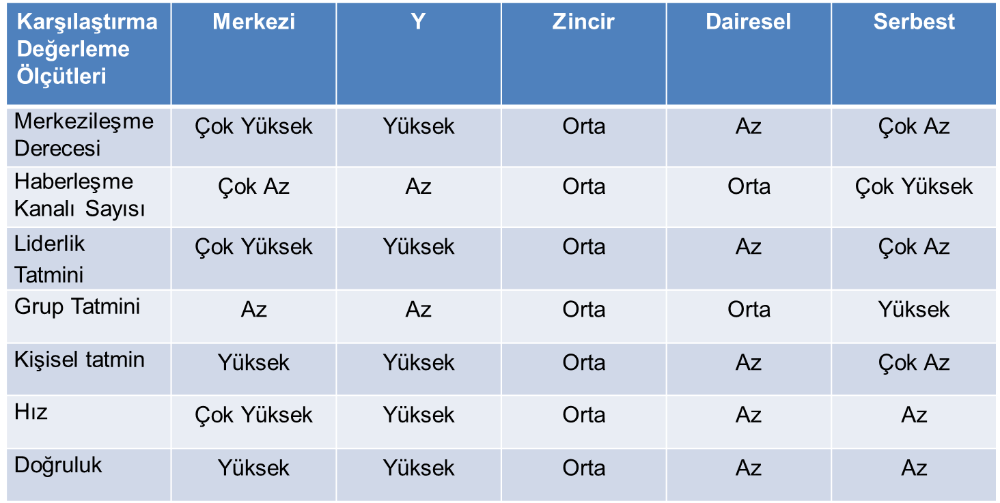 Karşılaştırma Değerleme Ölçütleri Merkezi Y Zincir Dairesel Serbest
Merkezileşme Derecesi Çok Yüksek Yüksek Orta Az Çok Az
Haberleşme Kanalı Sayısı Çok Az Az Orta Orta Çok Yüksek
Liderlik Tatmini Çok Yüksek Yüksek Orta Az Çok Az
Grup Tatmini Az Az Orta Orta Yüksek
Kişisel tatmin Yüksek Yüksek Orta Az Çok Az
Hız Çok Yüksek Yüksek Orta Az Az
Doğruluk Yüksek Yüksek Orta Az Az